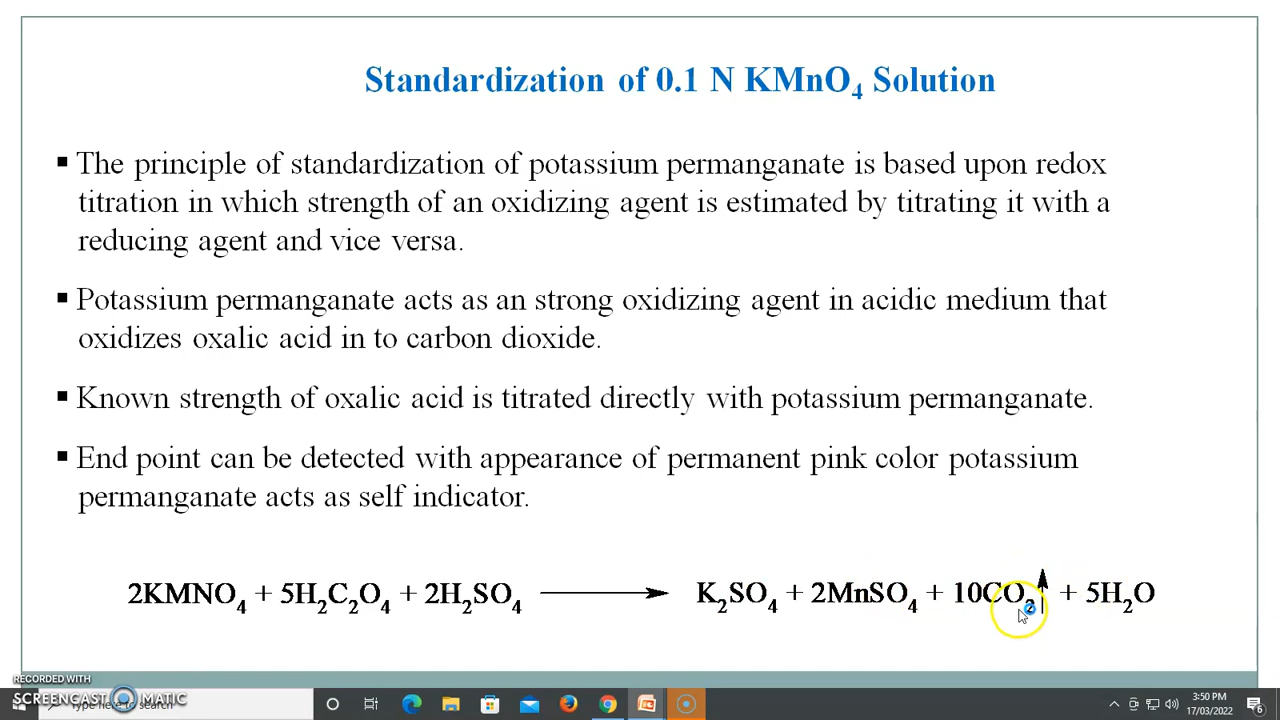 Standardization of 0.1 N KMnO4 Solution
▪ The principle of standardization of potassium permanganate is based upon redox
titration in which strength of an oxidizing agent is estimated by titrating it with a
reducing agent and vice versa.
▪ Potassium permanganate acts as an strong oxidizing agent in acidic medium that
oxidizes oxalic acid in to carbon dioxide.
▪ Known strength of oxalic acid is titrated directly with potassium permanganate.
▪ End point can be detected with appearance of permanent pink color potassium
permanganate acts as self indicator.
2KMNO4 + 5H2C2O4 + 2H2SO4 ⟶ K2SO4 + 2MnSO4 + 10CO2↑ + 5H2O
RECORDED WITH
SCREENCAST MATIC
Type here to search
3:50 PM
17/03/2022
6